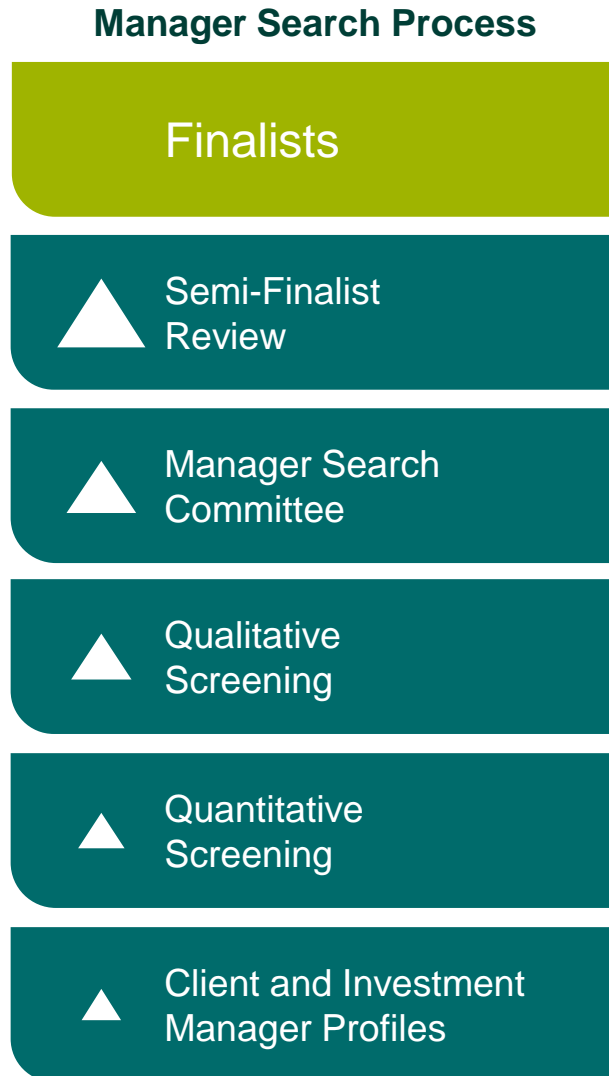 Manager Search Process
Finalists
Semi-Finalist
Review
Manager Search
Committee
Qualitative
Screening
Quantitative
Screening
Client and Investment
Manager Profiles